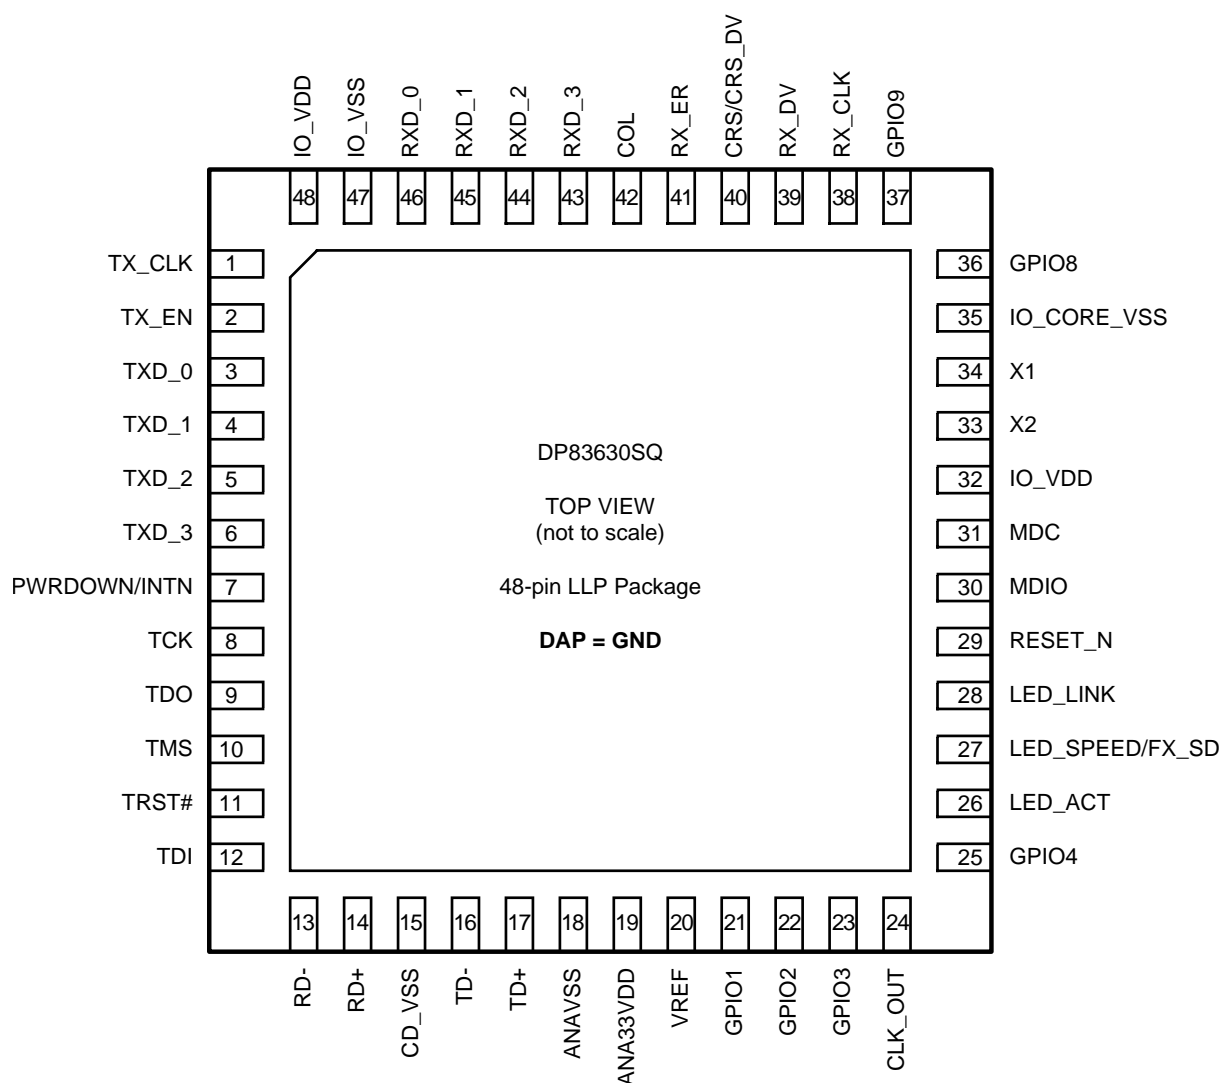 IO_VDD
IO_VSS
RXD_0
RXD_1
RXD_2
RXD_3
COL
RX_ER
CRS/CRS_DV
RX_DV
RX_CLK
GPIO9
48
47
46
45
44
43
42
41
40
39
38
37
TX_CLK 1
TX_EN 2
TXD_0 3
TXD_1 4
TXD_2 5
TXD_3 6
PWRDOWN/INTN 7
TCK 8
TDO 9
TMS 10
TRST# 11
TDI 12
DP83630SQ
TOP VIEW
(not to scale)
48-pin LLP Package
DAP = GND
36 GPIO8
35 IO_CORE_VSS
34 X1
33 X2
32 IO_VDD
31 MDC
30 MDIO
29 RESET_N
28 LED_LINK
27 LED_SPEED/FX_SD
26 LED_ACT
25 GPIO4
13
14
15
16
17
18
19
20
21
22
23
24
RD-
RD+
CD_VSS
TD-
TD+
ANAVSS
ANA33VDD
VREF
GPIO1
GPIO2
GPIO3
CLK_OUT